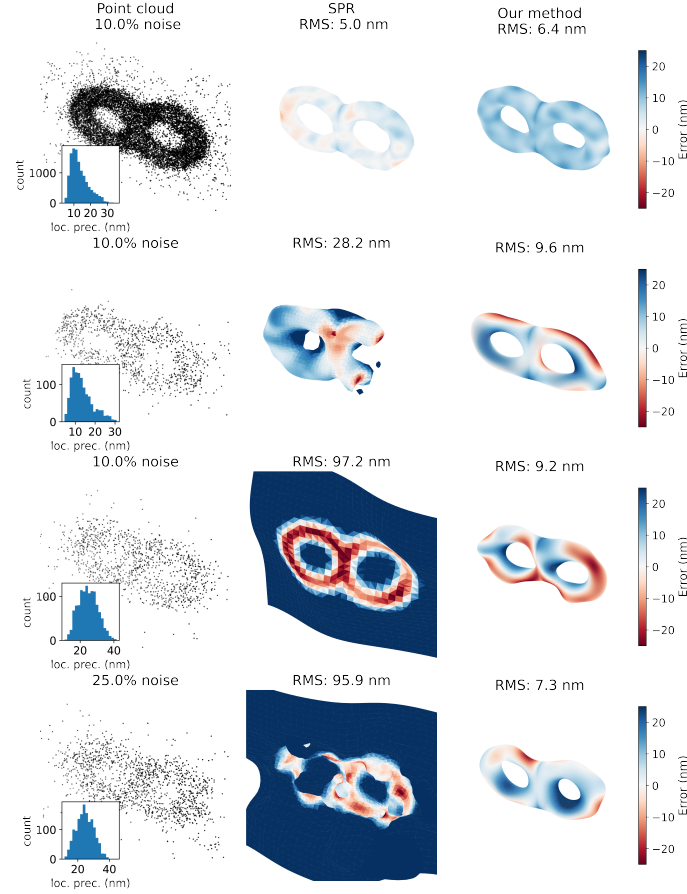 Point cloud
10.0% noise
SPR
RMS: 5.0 nm
Our method
RMS: 6.4 nm
count
1000
0
10 20 30
loc. prec. (nm)
20
10
0
−10
−20
Error (nm)
10.0% noise
RMS: 28.2 nm
RMS: 9.6 nm
count
100
0
10 20 30
loc. prec. (nm)
20
10
0
−10
−20
Error (nm)
10.0% noise
RMS: 97.2 nm
RMS: 9.2 nm
count
100
0
20 40
loc. prec. (nm)
20
10
0
−10
−20
Error (nm)
25.0% noise
RMS: 95.9 nm
RMS: 7.3 nm
count
100
0
20 40
loc. prec. (nm)
20
10
0
−10
−20
Error (nm)